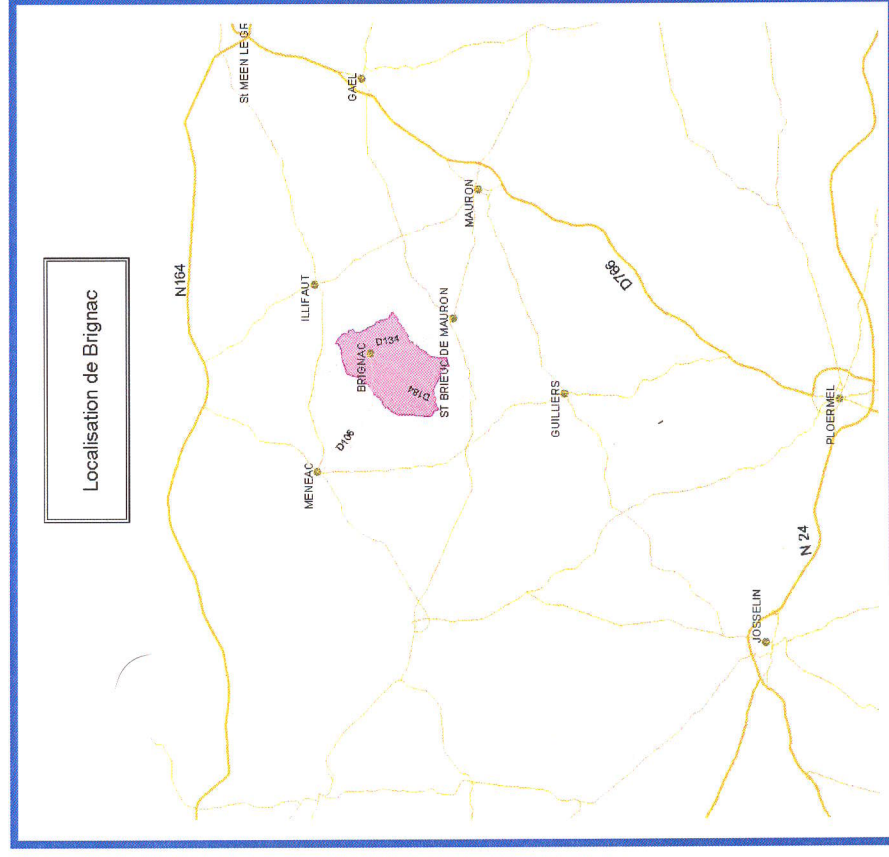 Localisation de Brignac
N164
St MEEN LE GR
GAEL
ILLIFAUT
MENEAC
D106
BRIGNAC
D134
D184
ST BRIEUC DE MAURON
MAURON
GUILLIERS
D766
PLOERMEL
N 24
JOSSELIN